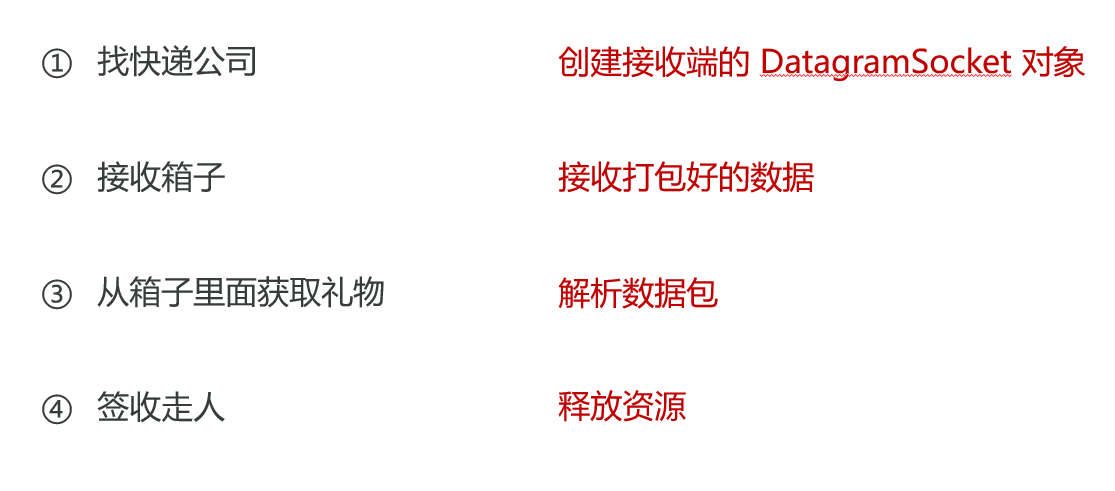 ① 找快递公司 创建接收端的 DatagramSocket 对象
② 接收箱子 接收打包好的数据
③ 从箱子里面获取礼物 解析数据包
④ 签收走人 释放资源